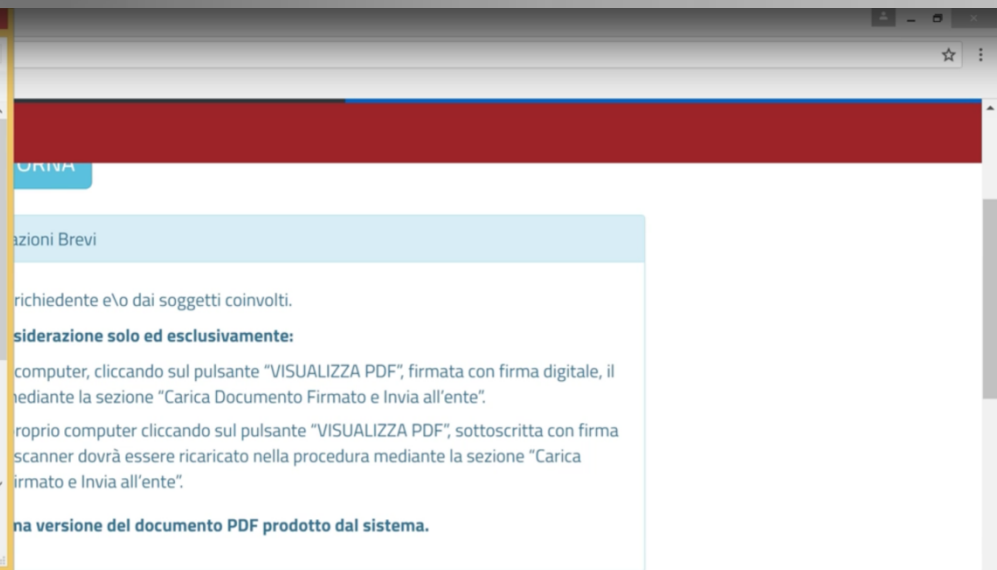 azioni Brevi
richiedente e\o dai soggetti coinvolti.
siderazione solo ed esclusivamente:
computer, cliccando sul pulsante “VISUALIZZA PDF”, firmata con firma digitale, il
mediante la sezione “Carica Documento Firmato e Invia all’ente”.
roprio computer cliccando sul pulsante “VISUALIZZA PDF”, sottoscritta con firma
scanner dovrà essere ricaricato nella procedura mediante la sezione “Carica
irmato e Invia all’ente”.
ma versione del documento PDF prodotto dal sistema.